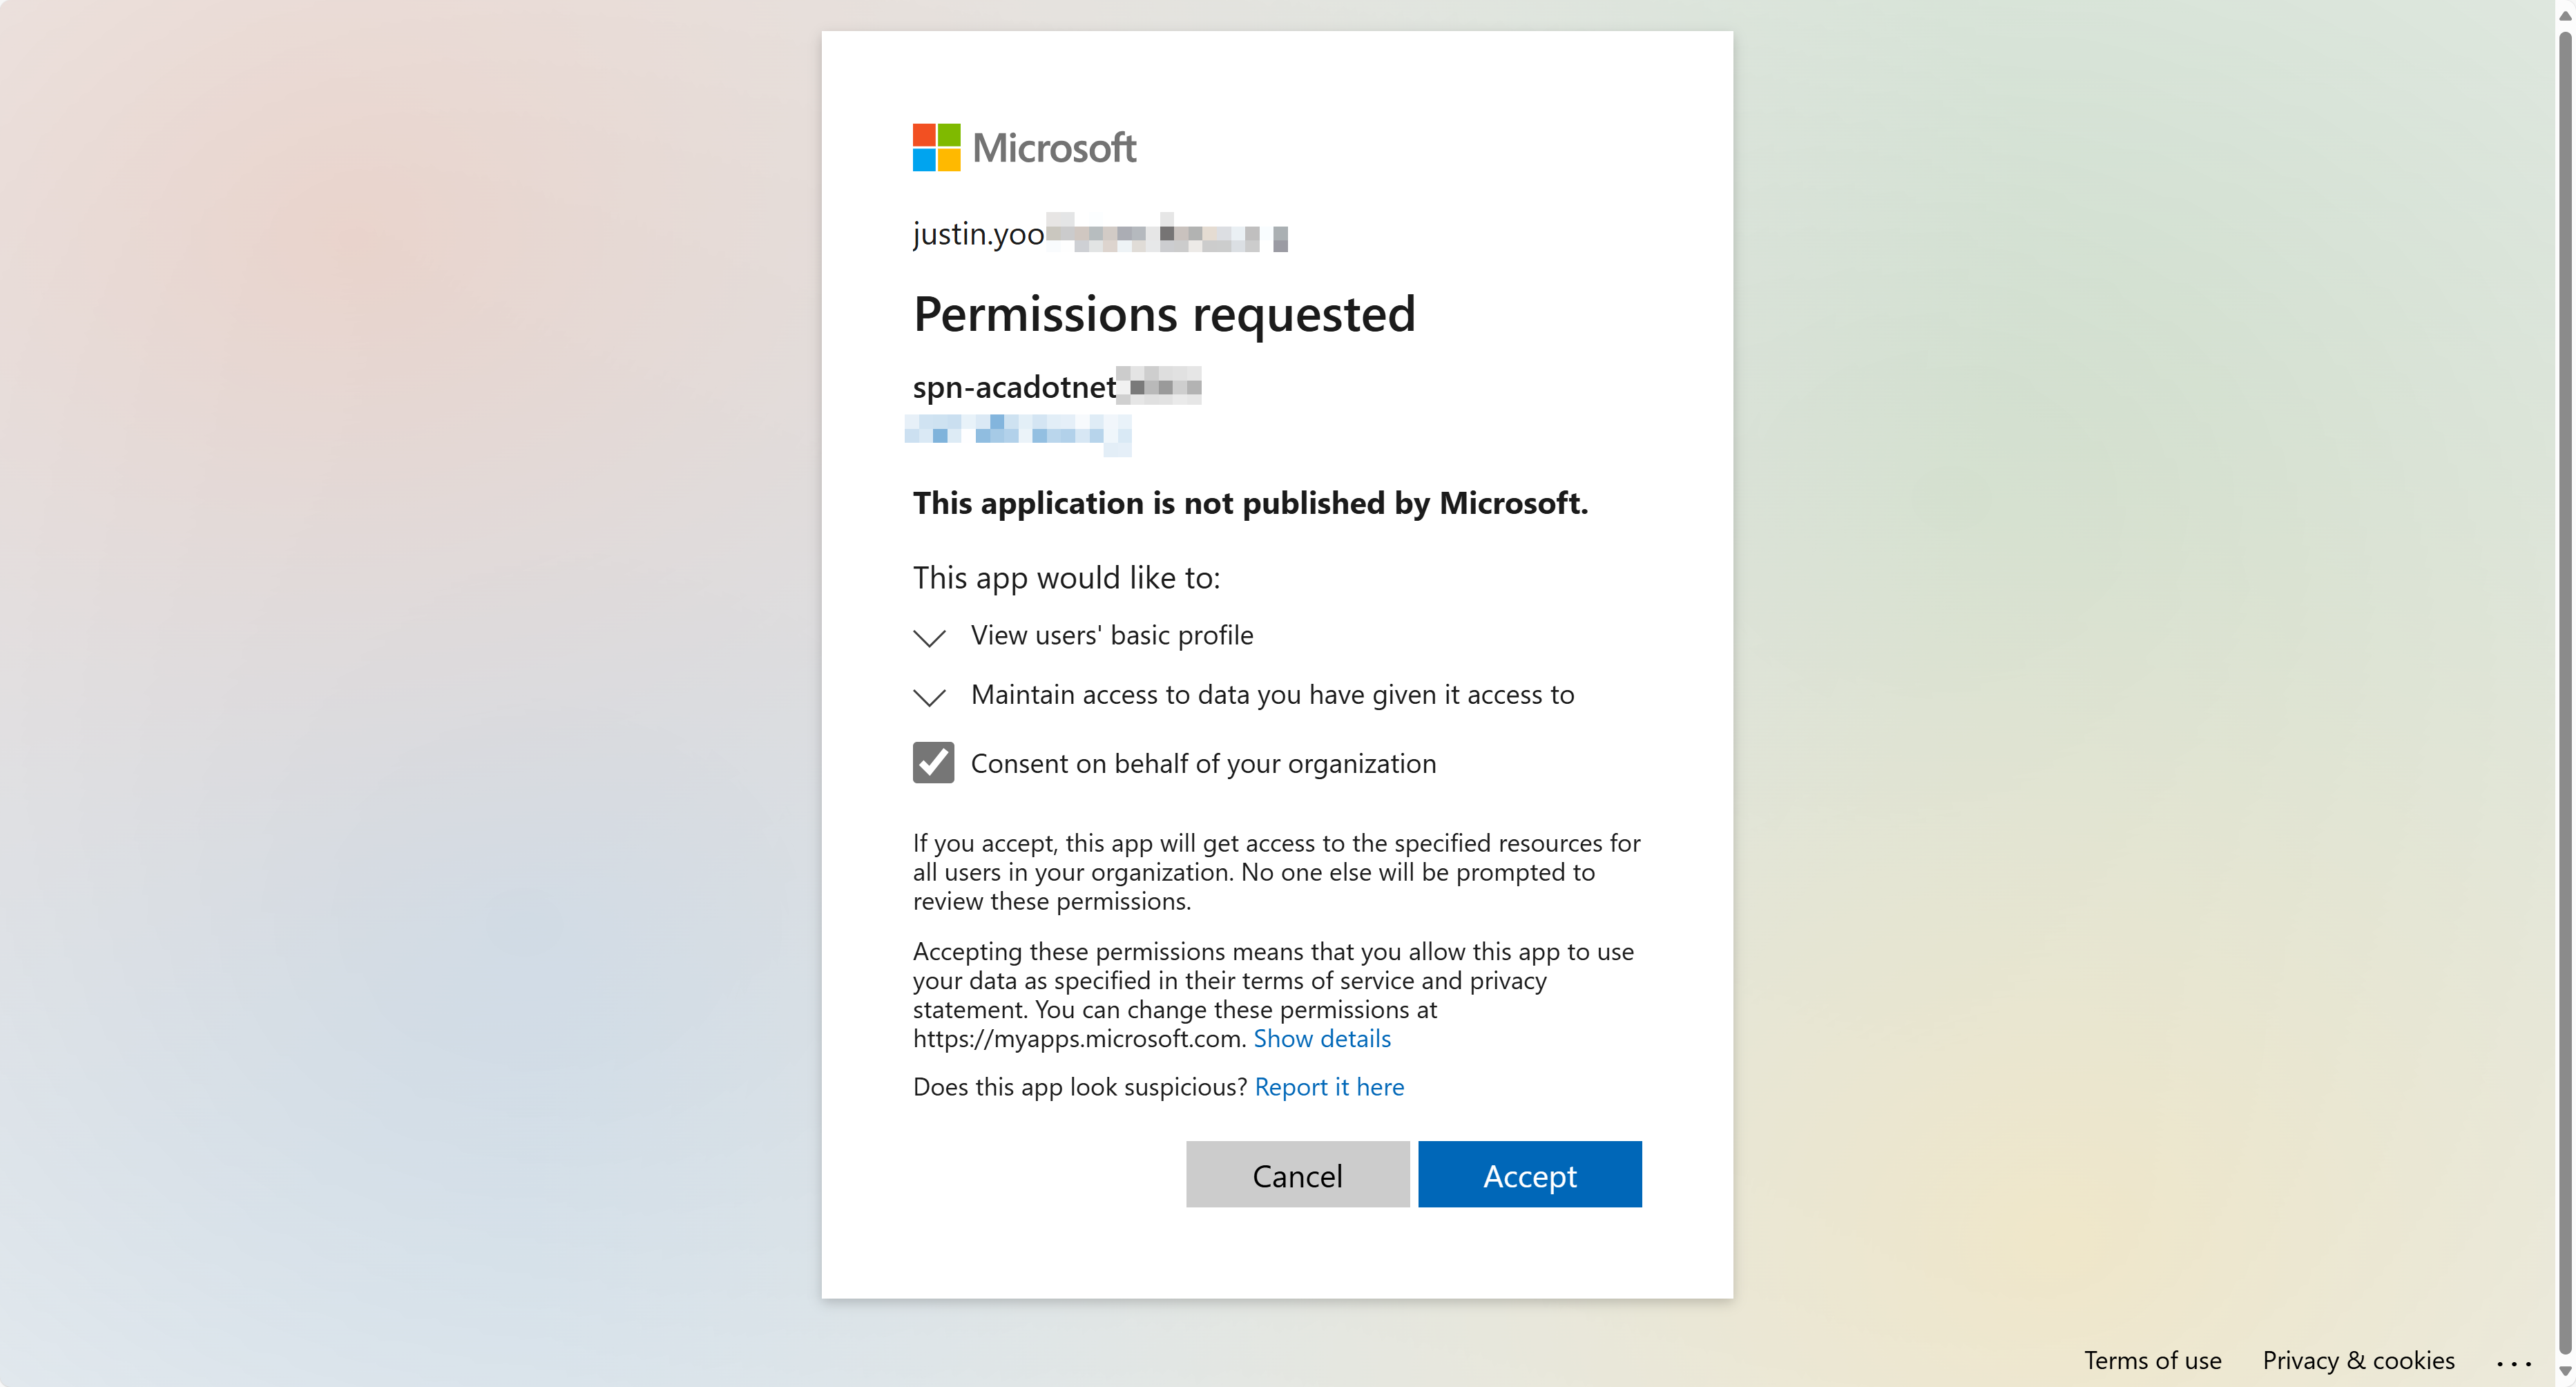 Microsoft
justin.yoo
Permissions requested
spn-acadotnet
This application is not published by Microsoft.
This app would like to:
View users' basic profile
Maintain access to data you have given it access to
Consent on behalf of your organization
If you accept, this app will get access to the specified resources for
all users in your organization. No one else will be prompted to
review these permissions.
Accepting these permissions means that you allow this app to use
your data as specified in their terms of service and privacy
statement. You can change these permissions at
https://myapps.microsoft.com. Show details
Does this app look suspicious? Report it here
Cancel Accept
Terms of use Privacy & cookies ...